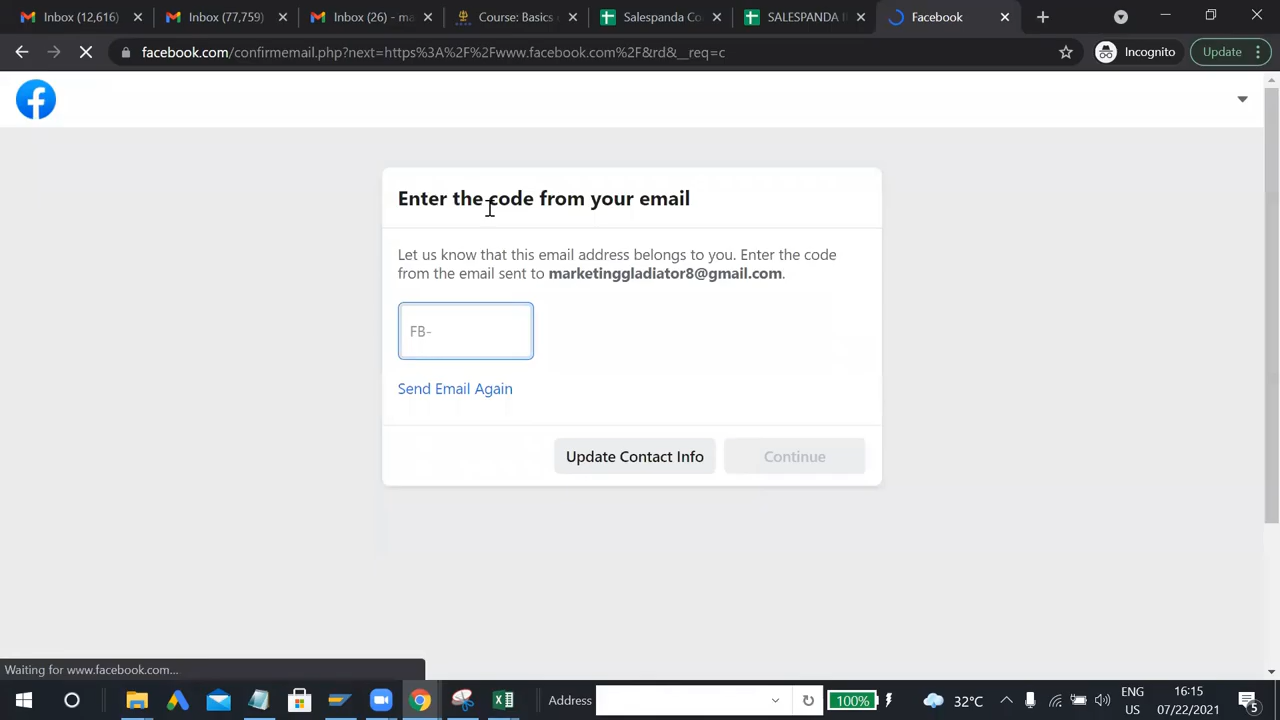 Inbox (12,616)
Inbox (77,759)
Inbox (26) - ma
Course: Basics
Salespanda Co
SALESPANDA I
Facebook
facebook.com/confirmemail.php?next=https%3A%2F%2Fwww.facebook.com%2F&rd&__req=c
Incognito
Update
Enter the code from your email
Let us know that this email address belongs to you. Enter the code
from the email sent to marketinggladiator8@gmail.com.
FB-
Send Email Again
Update Contact Info
Continue
Waiting for www.facebook.com...
Address
100%
32°C
ENG
US
16:15
07/22/2021
5